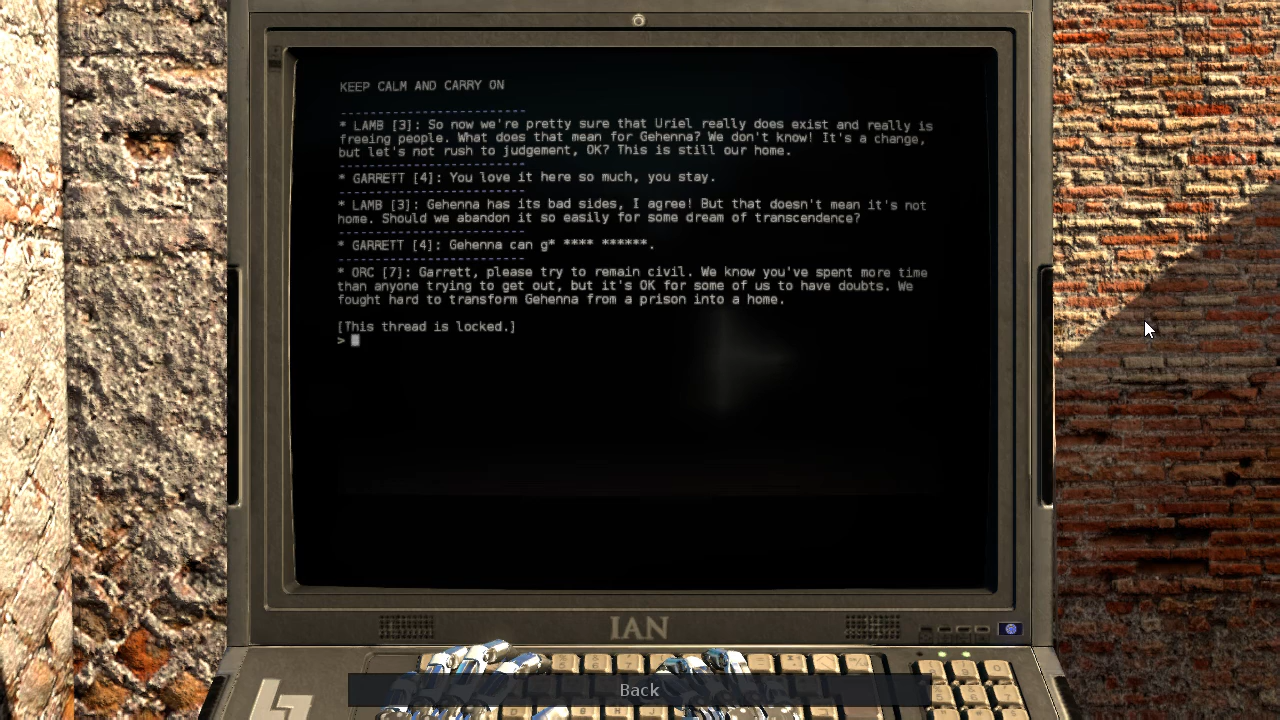 KEEP CALM AND CARRY ON
-----------------------
* LAMB [3]: So now we're pretty sure that Uriel really does exist and really is
freeing people. What does that mean for Gehenna? We don't know! It's a change,
but let's not rush to judgement, OK? This is still our home.
-----------------------
* GARRETT [4]: You love it here so much, you stay.
-----------------------
* LAMB [3]: Gehenna has its bad sides, I agree! But that doesn't mean it's not
home. Should we abandon it so easily for some dream of transcendence?
-----------------------
* GARRETT [4]: Gehenna can g* **** ******.
-----------------------
* ORC [7]: Garrett, please try to remain civil. We know you've spent more time
than anyone trying to get out, but it's OK for some of us to have doubts. We
fought hard to transform Gehenna from a prison into a home.
[This thread is locked.]
>
IAN
Back